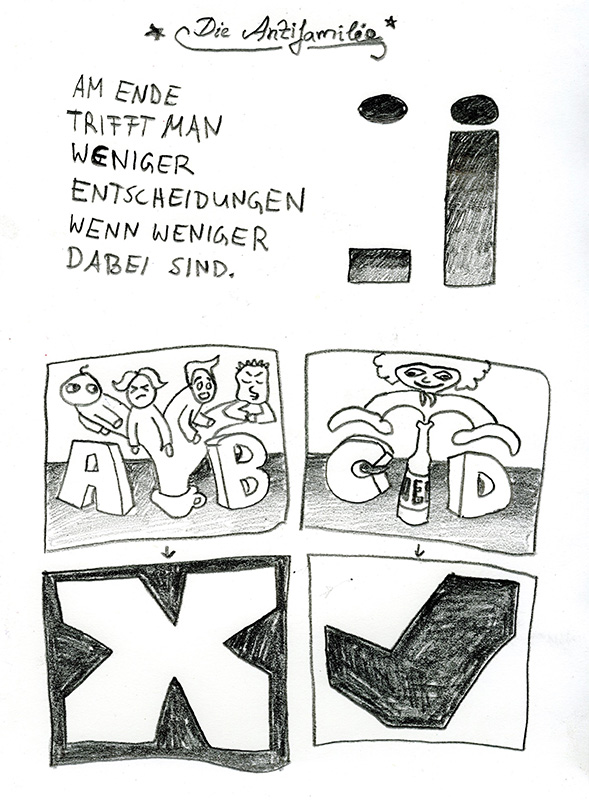 Die Antifamilie
AM ENDE
TRIFFT MAN
WENIGER
ENTSCHEIDUNGEN
WENN WENIGER
DABEI SIND.
A B
C D